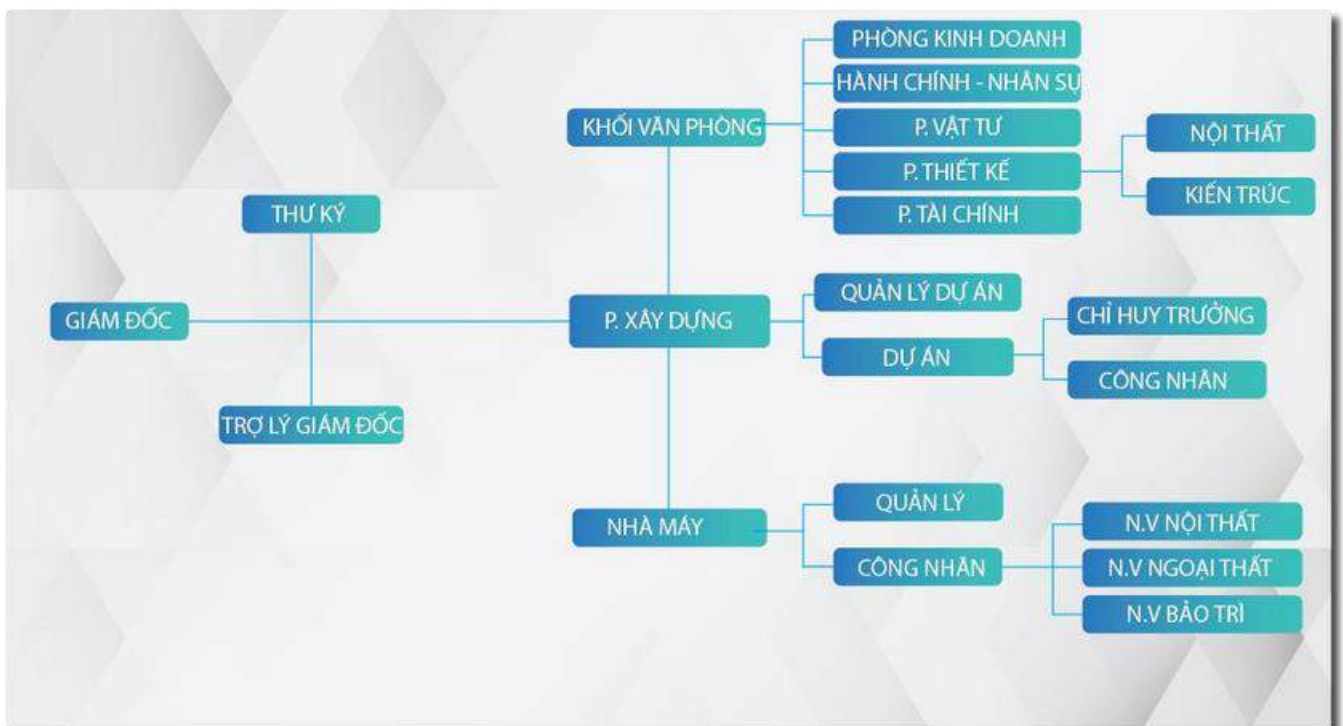 GIÁM ĐỐC
THƯ KÝ
TRỢ LÝ GIÁM ĐỐC
KHỐI VĂN PHÒNG
PHÒNG KINH DOANH
HÀNH CHÍNH - NHÂN SỰ
P. VẬT TƯ
P. THIẾT KẾ
NỘI THẤT
KIẾN TRÚC
P. TÀI CHÍNH
P. XÂY DỰNG
QUẢN LÝ DỰ ÁN
DỰ ÁN
CHỈ HUY TRƯỞNG
CÔNG NHÂN
NHÀ MÁY
QUẢN LÝ
CÔNG NHÂN
N.V NỘI THẤT
N.V NGOẠI THẤT
N.V BẢO TRÌ